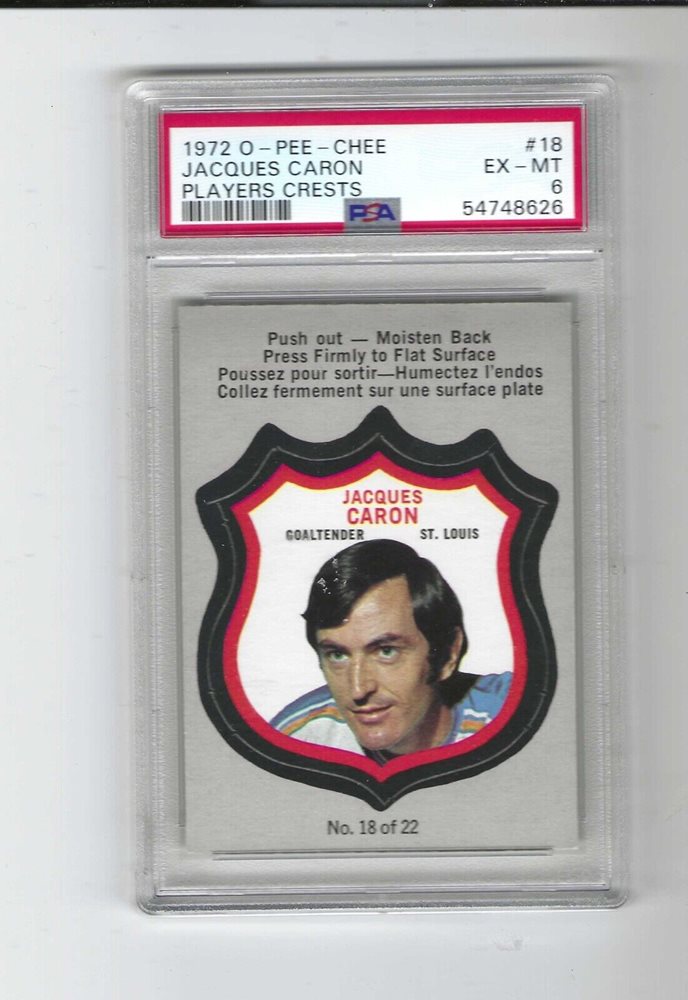 1972 O-PEE-CHEE #18
JACQUES CARON EX-MT
PLAYERS CRESTS 6
PSA 54748626
Push out — Moisten Back
Press Firmly to Flat Surface
Poussez pour sortir—Humectez l'endos
Collez fermement sur une surface plate
JACQUES
CARON
GOALTENDER ST. LOUIS
No. 18 of 22